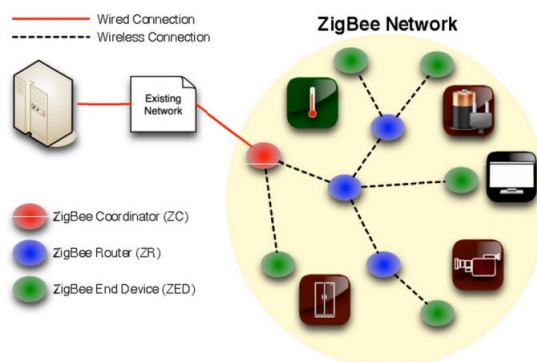 Wired Connection
Wireless Connection
ZigBee Network
Existing
Network
ZigBee Coordinator (ZC)
ZigBee Router (ZR)
ZigBee End Device (ZED)